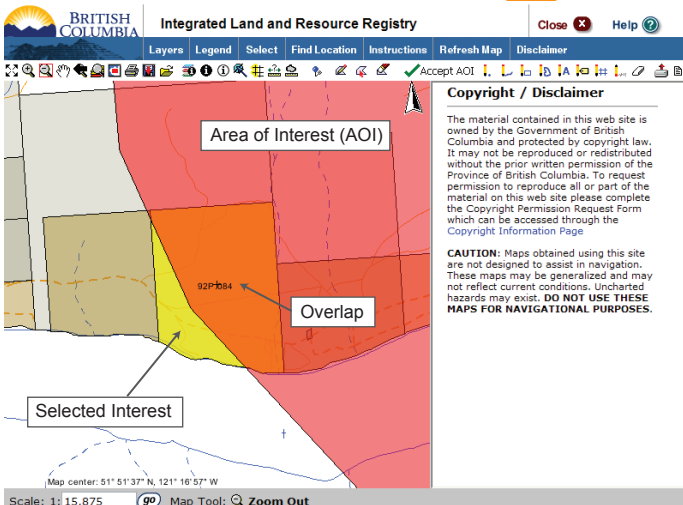 BRITISH
COLUMBIA
Integrated Land and Resource Registry
Close
Help
Layers Legend Select Find Location Instructions Refresh Map Disclaimer
Accept AOI
Area of Interest (AOI)
92P 084
Overlap
Selected Interest
Map center: 51° 51'37" N, 121° 16'57" W
Scale: 1: 15,875 go Map Tool: Zoom Out
Copyright / Disclaimer
The material contained in this web site is
owned by the Government of British
Columbia and protected by copyright law.
It may not be reproduced or redistributed
without the prior written permission of the
Province of British Columbia. To request
permission to reproduce all or part of the
material on this web site please complete
the Copyright Permission Request Form
which can be accessed through the
Copyright Information Page
CAUTION: Maps obtained using this site
are not designed to assist in navigation.
These maps may be generalized and may
not reflect current conditions. Uncharted
hazards may exist. DO NOT USE THESE
MAPS FOR NAVIGATIONAL PURPOSES.